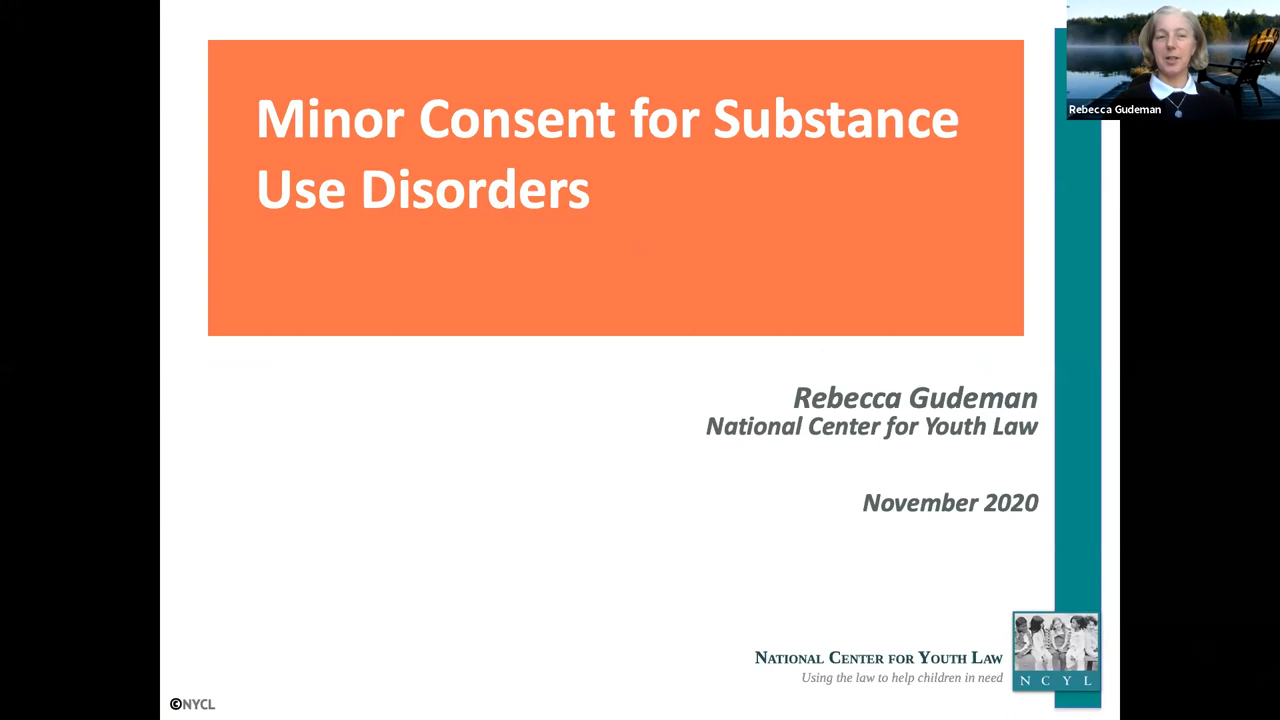 Minor Consent for Substance
Use Disorders
Rebecca Gudeman
Rebecca Gudeman
National Center for Youth Law
November 2020
NATIONAL CENTER FOR YOUTH LAW
Using the law to help children in need
N C Y L
©NYCL